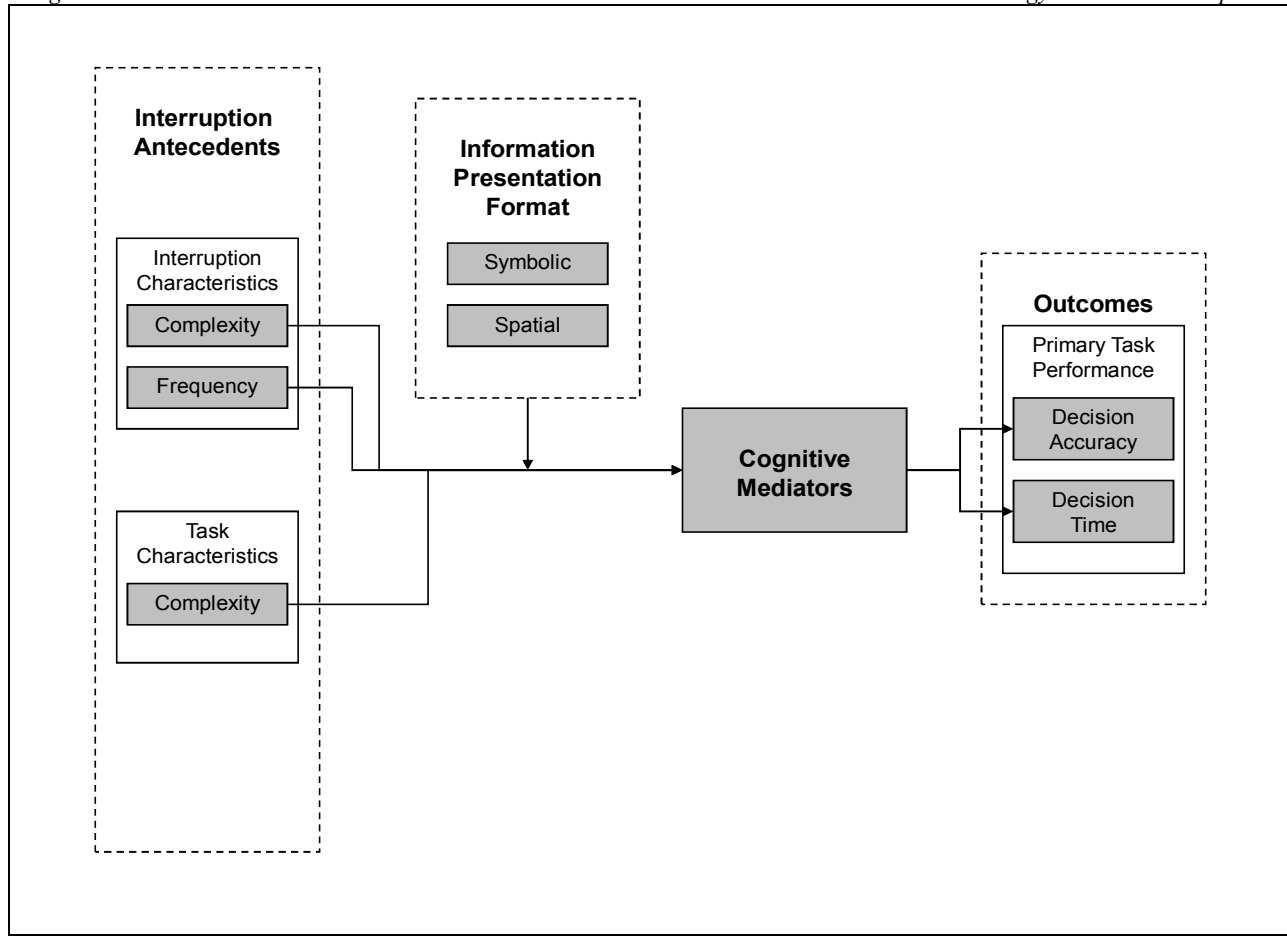 Interruption
Antecedents
Interruption
Characteristics
Complexity
Frequency
Task
Characteristics
Complexity
Information
Presentation
Format
Symbolic
Spatial
Cognitive
Mediators
Outcomes
Primary Task
Performance
Decision
Accuracy
Decision
Time